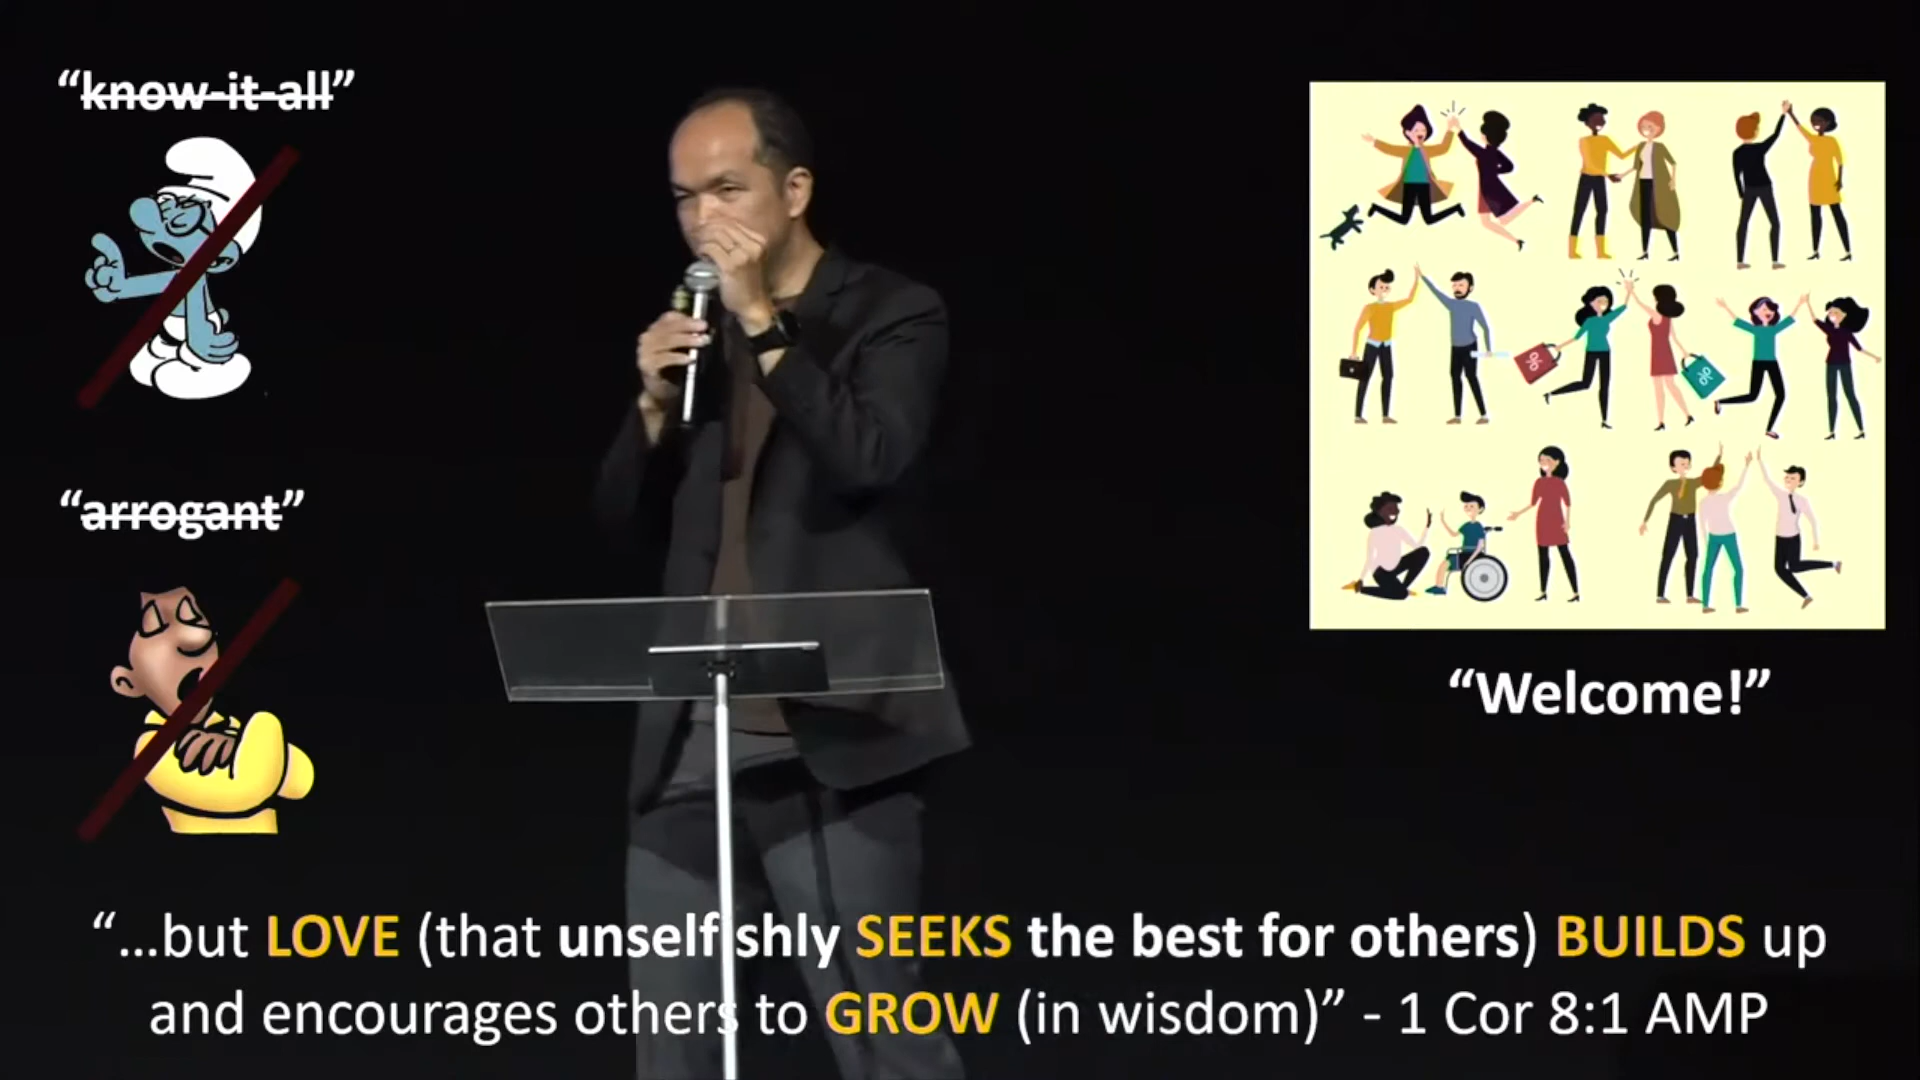 “know-it-all”
“arrogant”
“Welcome!”
“...but LOVE (that unselfishly SEEKS the best for others) BUILDS up
and encourages others to GROW (in wisdom)” - 1 Cor 8:1 AMP